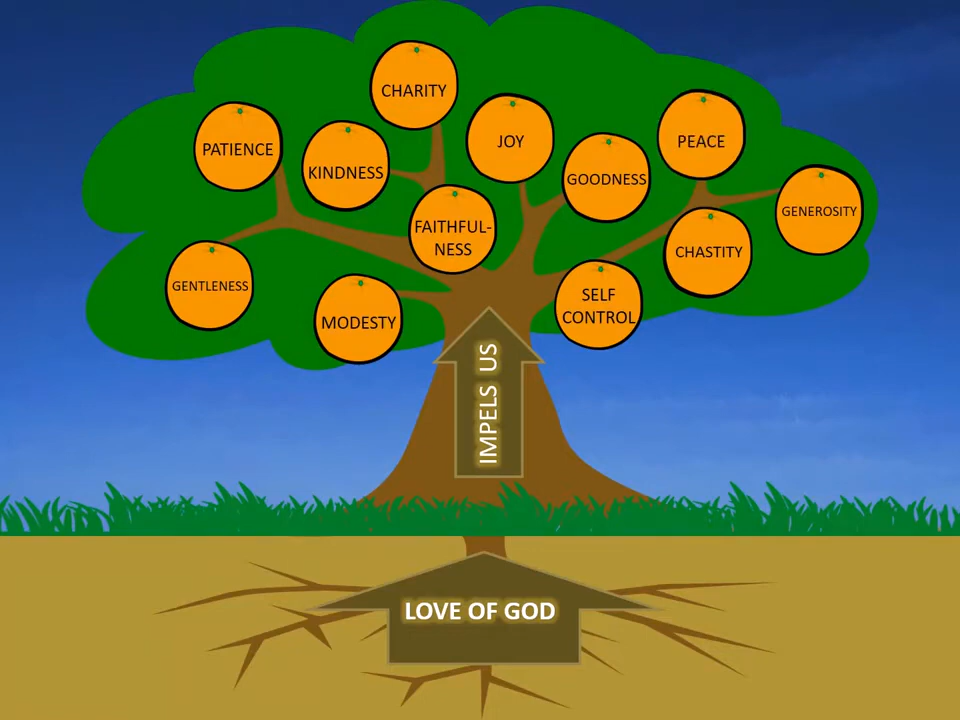 CHARITY
PATIENCE
KINDNESS
JOY
GOODNESS
PEACE
GENEROSITY
FAITHFUL-
NESS
CHASTITY
GENTLENESS
MODESTY
SELF
CONTROL
IMPELS US
LOVE OF GOD